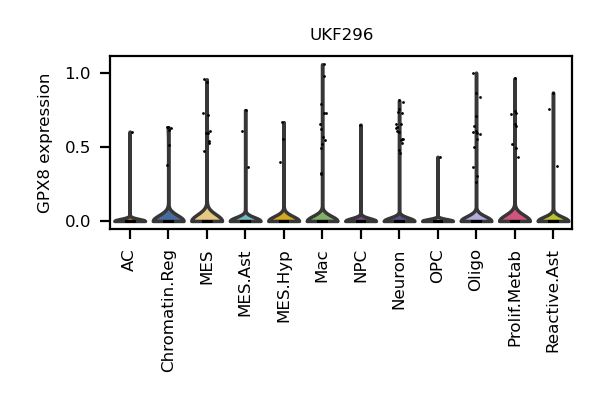 UKF296
GPX8 expression
1.0
0.5
0.0
AC
Chromatin.Reg
MES
MES.Ast
MES.Hyp
Mac
NPC
Neuron
OPC
Oligo
Prolif.Metab
Reactive.Ast